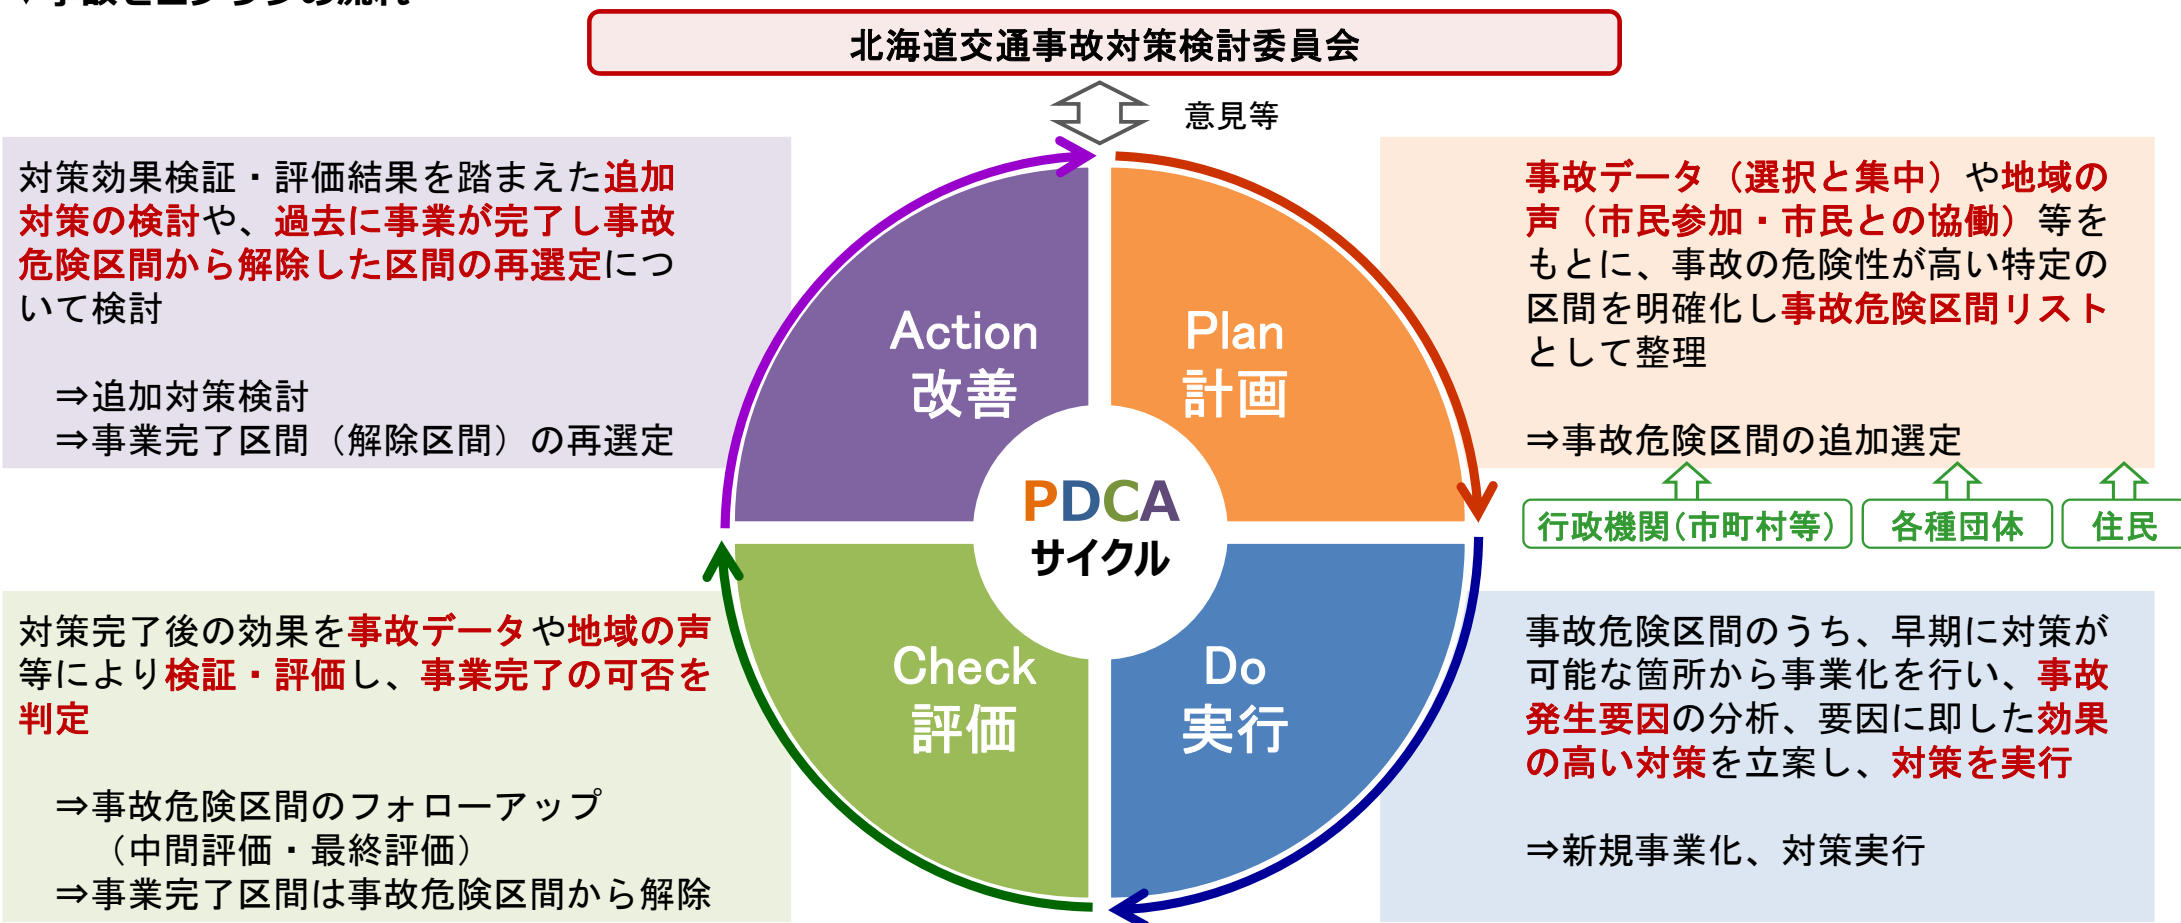 北海道交通事故対策検討委員会
意見等
対策効果検証・評価結果を踏まえた追加
対策の検討や、過去に事業が完了し事故
危険区間から解除した区間の再選定につ
いて検討
⇒追加対策検討
⇒事業完了区間（解除区間）の再選定
Action
改善
Plan
計画
事故データ（選択と集中）や地域の
声（市民参加・市民との協働）等を
もとに、事故の危険性が高い特定の
区間を明確化し事故危険区間リスト
として整理
⇒事故危険区間の追加選定
行政機関(市町村等)
各種団体
住民
PDCA
サイクル
対策完了後の効果を事故データや地域の声
等により検証・評価し、事業完了の可否を
判定
⇒事故危険区間のフォローアップ
（中間評価・最終評価）
⇒事業完了区間は事故危険区間から解除
Check
評価
Do
実行
事故危険区間のうち、早期に対策が
可能な箇所から事業化を行い、事故
発生要因の分析、要因に即した効果
の高い対策を立案し、対策を実行
⇒新規事業化、対策実行